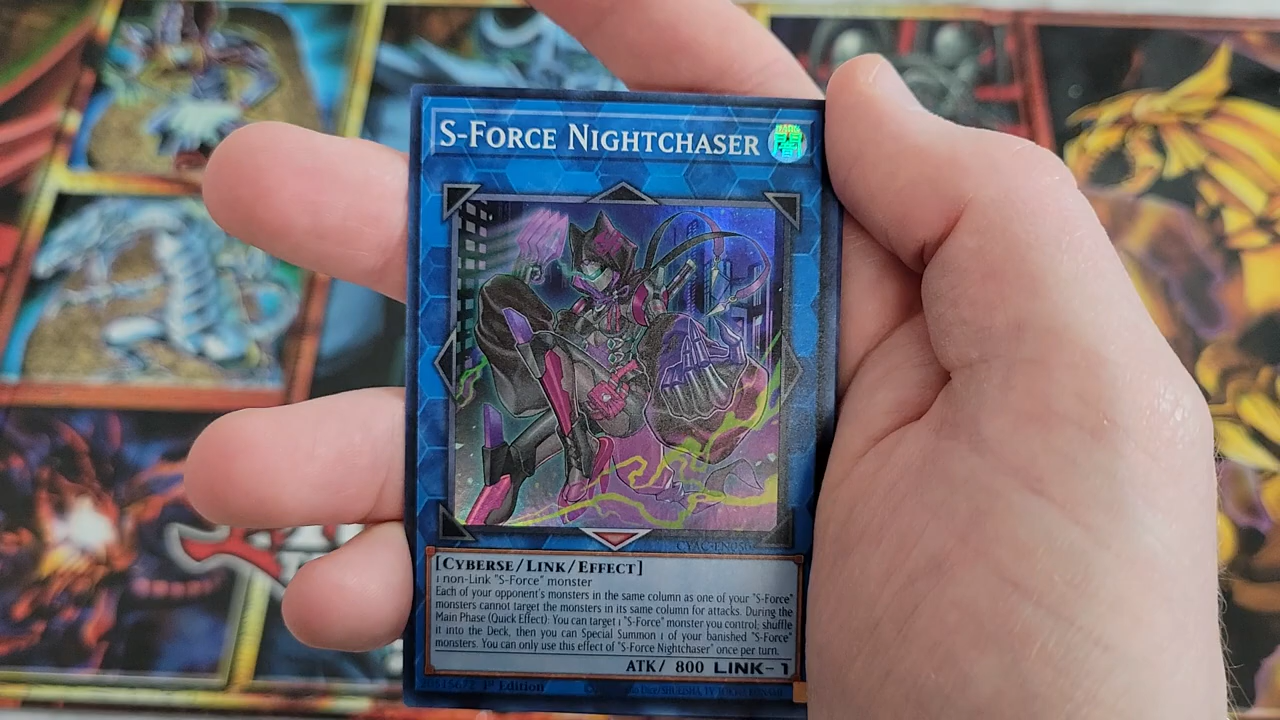 S-FORCE NIGHTCHASER
闇
CYAC-EN050
[CYBERSE/LINK/EFFECT]
1 non-Link "S-Force" monster
Each of your opponent's monsters in the same column as one of your "S-Force"
monsters cannot target the monsters in its same column for attacks. During the
Main Phase (Quick Effect): You can target 1 "S-Force" monster you control; shuffle
it into the Deck, then you can Special Summon 1 of your banished "S-Force"
monsters. You can only use this effect of "S-Force Nightchaser" once per turn.
ATK/ 800 LINK-1
1st Edition